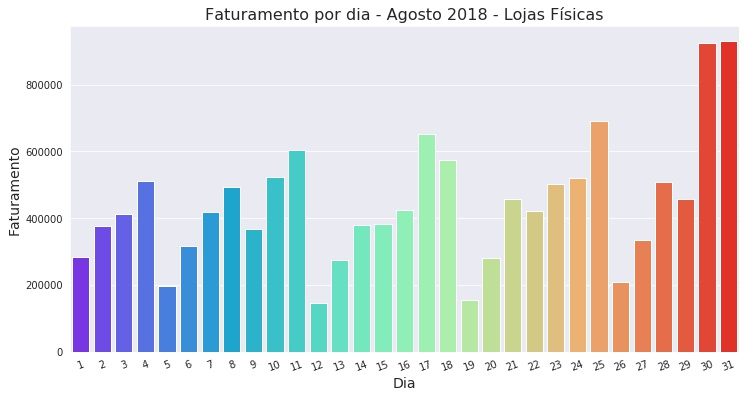 Faturamento por dia - Agosto 2018 - Lojas Físicas
Faturamento
800000
600000
400000
200000
0
1 2 3 4 5 6 7 8 9 10 11 12 13 14 15 16 17 18 19 20 21 22 23 24 25 26 27 28 29 30 31
Dia